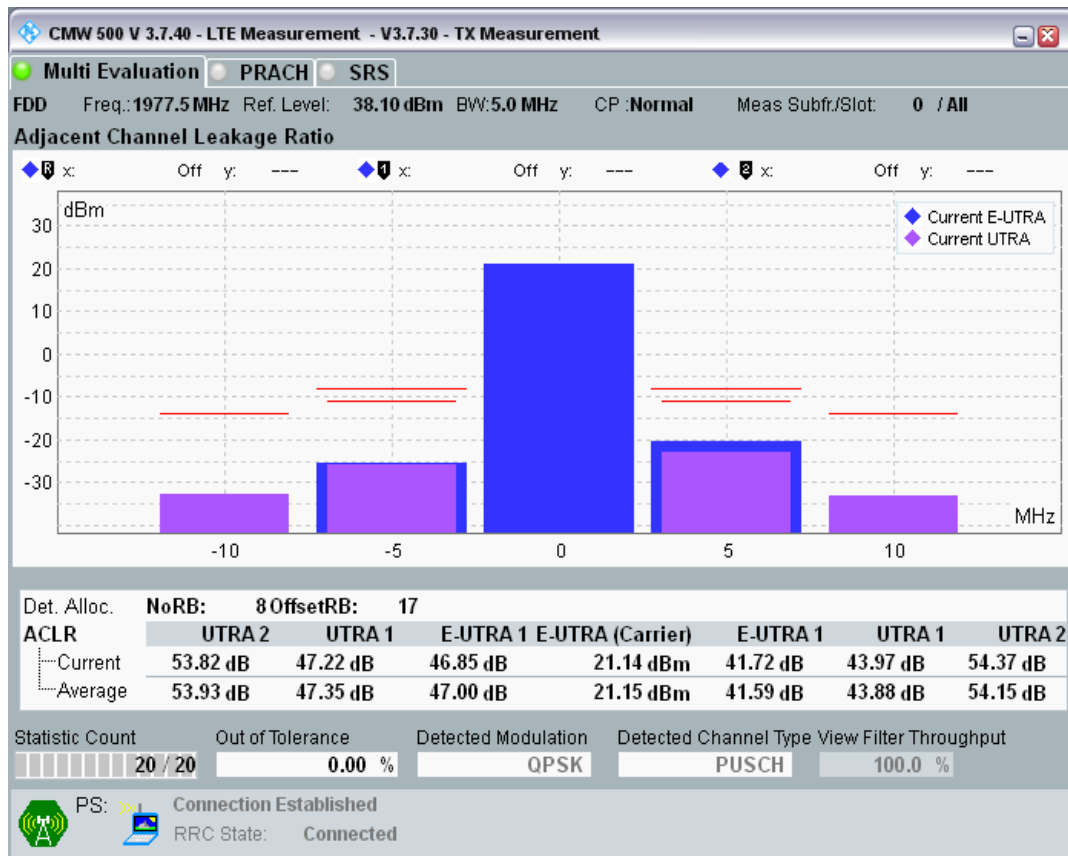 CMW 500 V 3.7.40 - LTE Measurement - V3.7.30 - TX Measurement
Multi Evaluation PRACH SRS
FDD Freq.:1977.5 MHz Ref. Level: 38.10 dBm BW:5.0 MHz CP :Normal Meas Subfr./Slot: 0 / All
Adjacent Channel Leakage Ratio
R x: Off y: --- 1 x: Off y: --- 2 x: Off y: ---
dBm
Current E-UTRA
Current UTRA
30
20
10
0
-10
-20
-30
MHz
-10 -5 0 5 10
Det. Alloc. NoRB: 8 OffsetRB: 17
ACLR UTRA 2 UTRA 1 E-UTRA 1 E-UTRA (Carrier) E-UTRA 1 UTRA 1 UTRA 2
Current 53.82 dB 47.22 dB 46.85 dB 21.14 dBm 41.72 dB 43.97 dB 54.37 dB
Average 53.93 dB 47.35 dB 47.00 dB 21.15 dBm 41.59 dB 43.88 dB 54.15 dB
Statistic Count Out of Tolerance Detected Modulation Detected Channel Type View Filter Throughput
20 / 20 0.00 % QPSK PUSCH 100.0 %
PS: Connection Established
RRC State: Connected